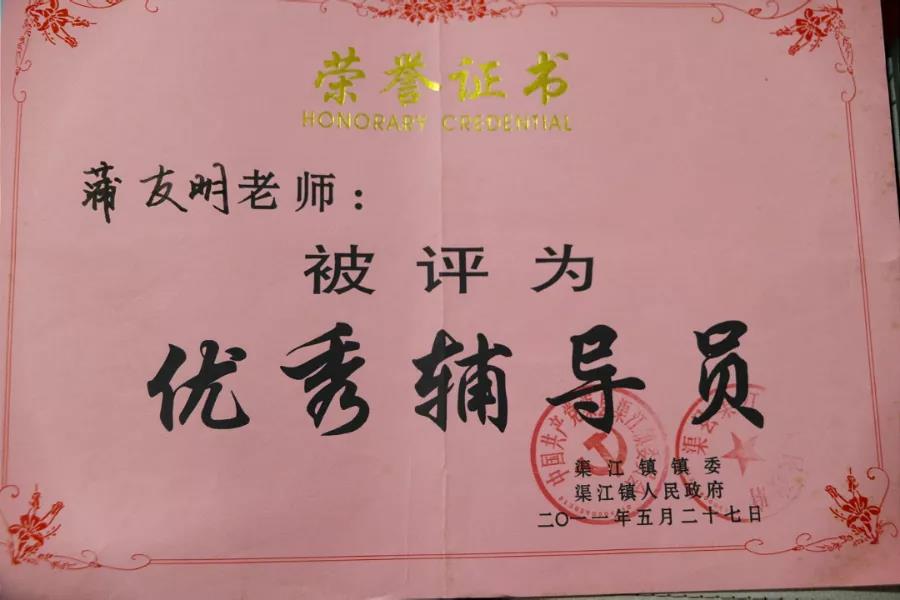 荣誉证书
HONORARY CREDENTIAL
蒲友明老师：
被评为
优秀辅导员
渠江镇镇委
渠江镇人民政府
二〇一一年五月二十七日